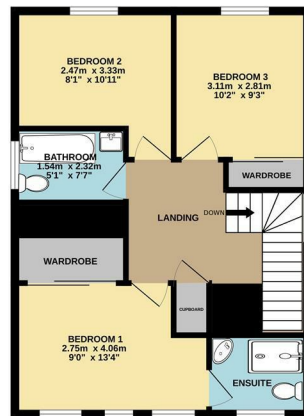 BEDROOM 2
2.47m x 3.33m
8'1" x 10'11"
BEDROOM 3
3.11m x 2.81m
10'2" x 9'3"
BATHROOM
1.54m x 2.32m
5'1" x 7'7"
WARDROBE
DOWN
LANDING
WARDROBE
CUPBOARD
BEDROOM 1
2.75m x 4.06m
9'0" x 13'4"
ENSUITE